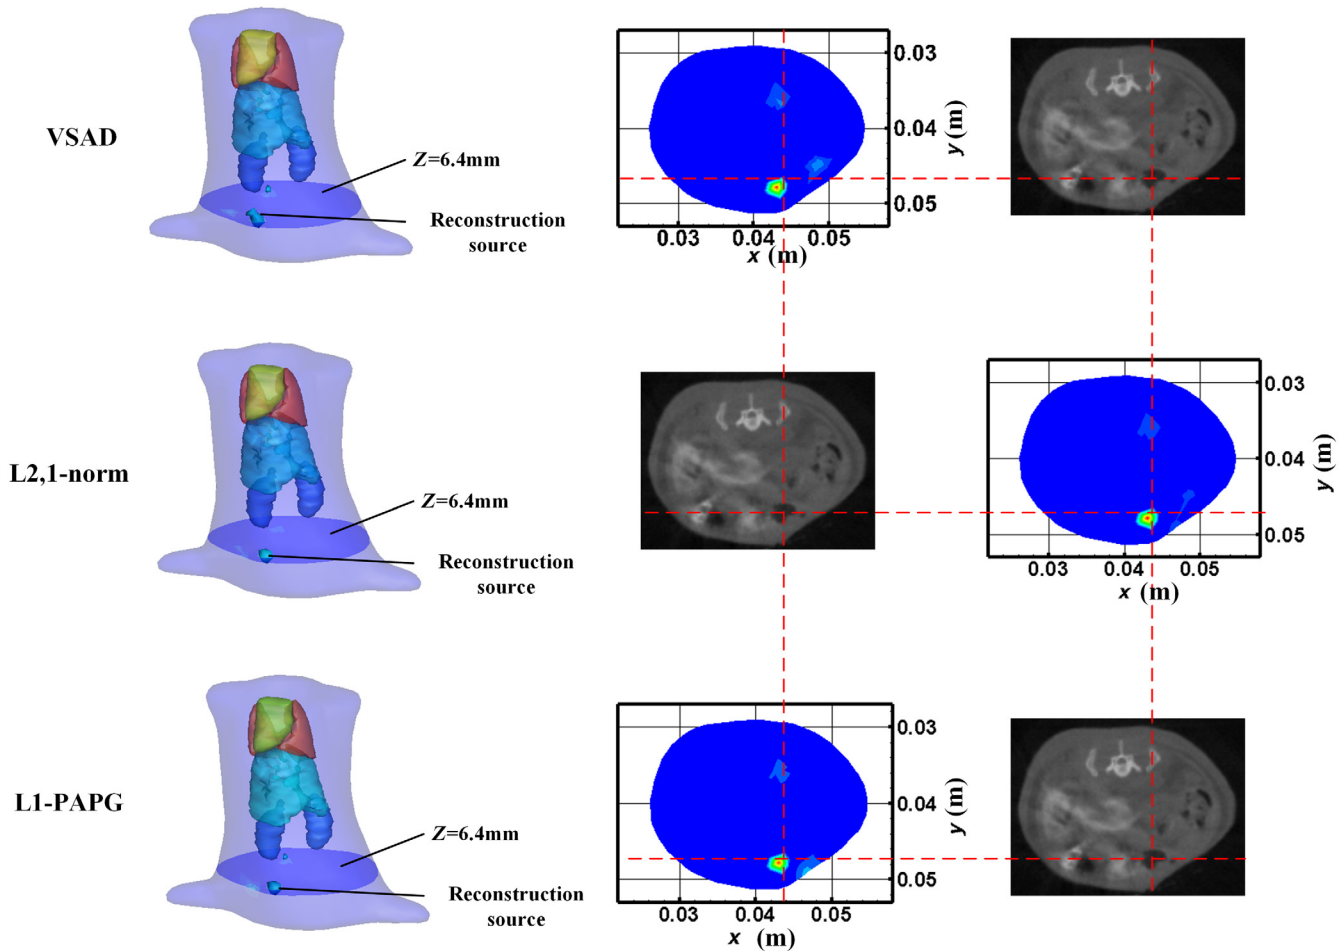 VSAD
Z=6.4mm
Reconstruction
source
0.03
0.04
0.05
y (m)
0.03
0.04
0.05
x (m)
L2,1-norm
Z=6.4mm
Reconstruction
source
0.03
0.04
0.05
y (m)
0.03
0.04
0.05
x (m)
L1-PAPG
Z=6.4mm
Reconstruction
source
0.03
0.04
0.05
y (m)
0.03
0.04
0.05
x (m)